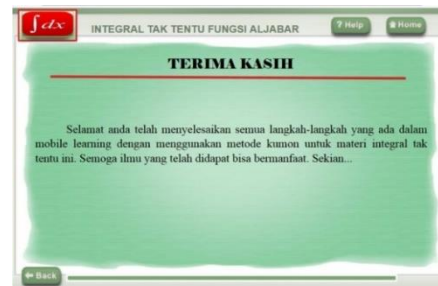 ∫dx
INTEGRAL TAK TENTU FUNGSI ALJABAR
? Help
Home
TERIMA KASIH
Selamat anda telah menyelesaikan semua langkah-langkah yang ada dalam
mobile learning dengan menggunakan metode kumon untuk materi integral tak
tentu ini. Semoga ilmu yang telah didapat bisa bermanfaat. Sekian...
Back